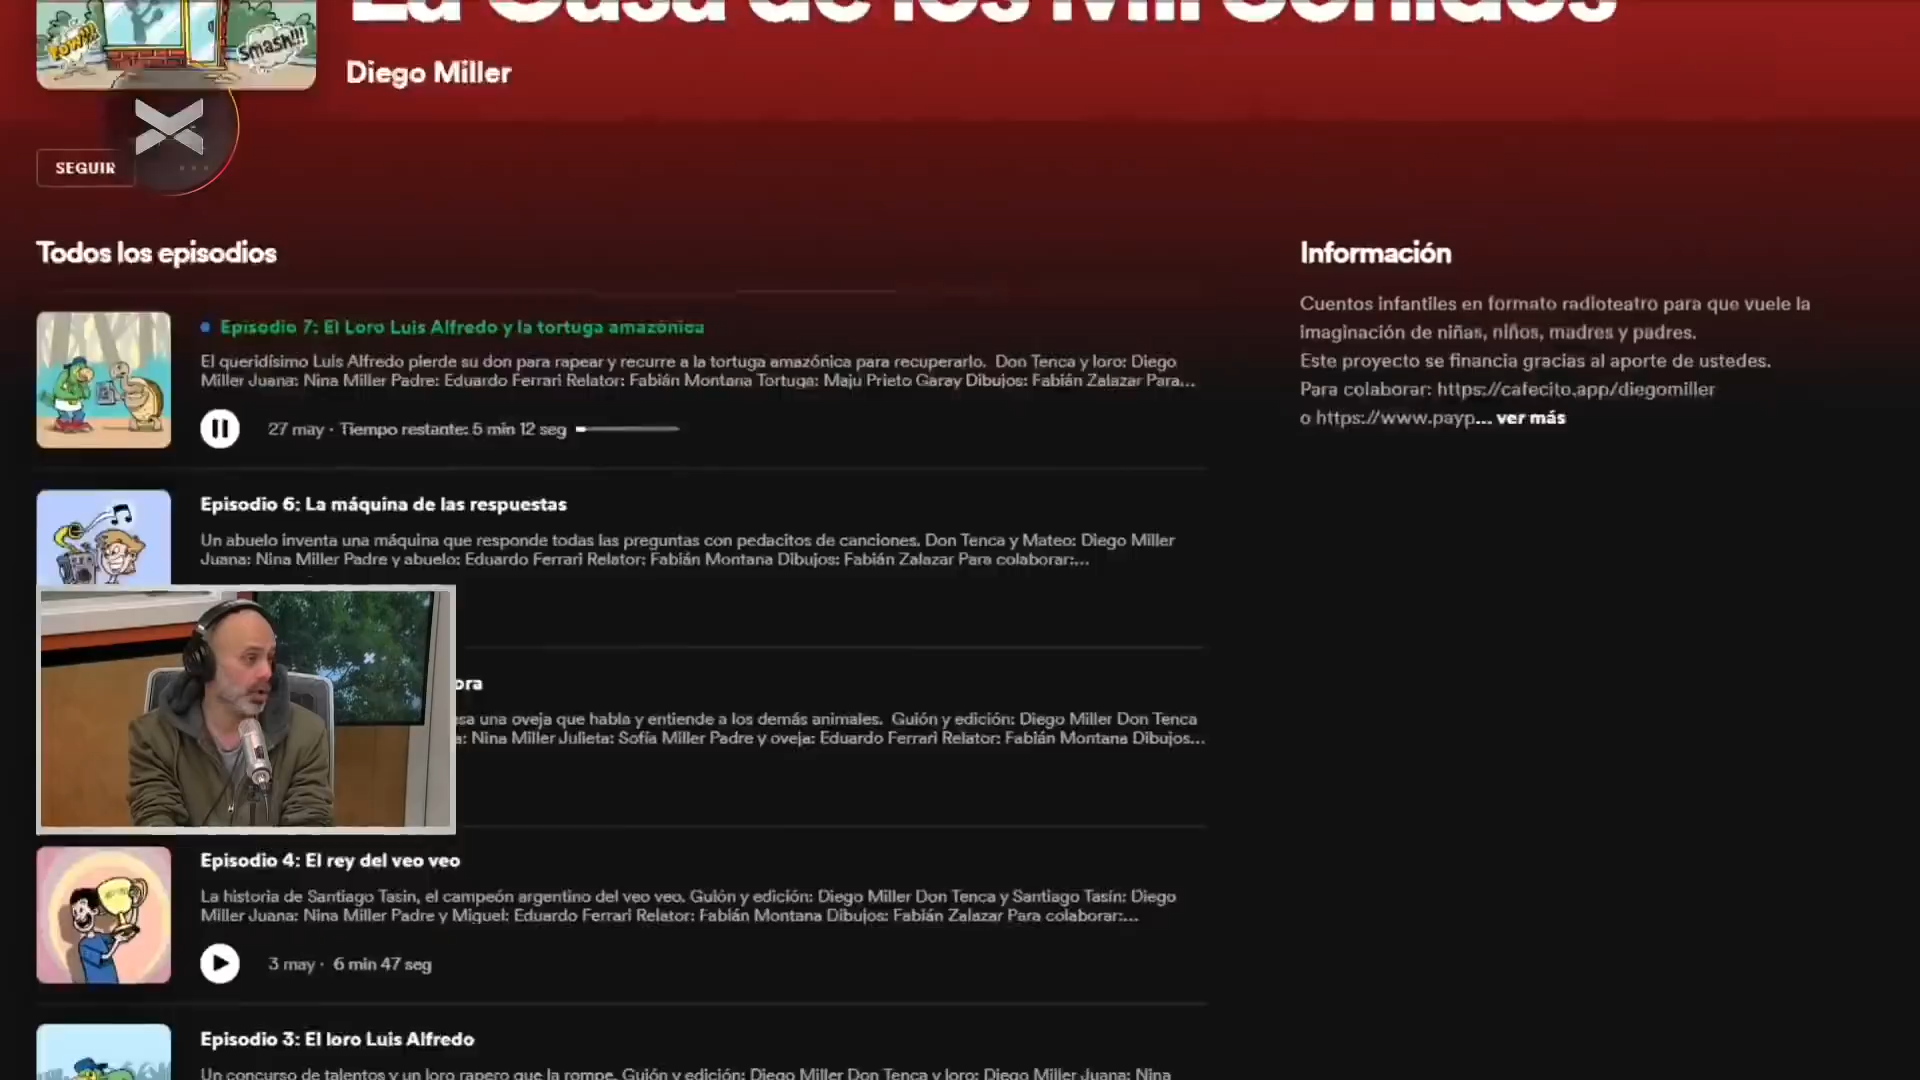 La Casa de los Mil Sonidos
POW!!!
SMASH!!!
Diego Miller
SEGUIR
Todos los episodios
Información
Cuentos infantiles en formato radioteatro para que vuele la
imaginación de niñas, niños, madres y padres.
Este proyecto se financia gracias al aporte de ustedes.
Para colaborar: https://cafecito.app/diegomiller
o https://www.payp... ver más
Episodio 7: El Loro Luis Alfredo y la tortuga amazónica
El queridísimo Luis Alfredo pierde su don para rapear y recurre a la tortuga amazónica para recuperarlo. Don Tenca y loro: Diego
Miller Juana: Nina Miller Padre: Eduardo Ferrari Relator: Fabián Montana Tortuga: Maju Prieto Garay Dibujos: Fabián Zalazar Para...
27 may · Tiempo restante: 5 min 12 seg
Episodio 6: La máquina de las respuestas
Un abuelo inventa una máquina que responde todas las preguntas con pedacitos de canciones. Don Tenca y Mateo: Diego Miller
Juana: Nina Miller Padre y abuelo: Eduardo Ferrari Relator: Fabián Montana Dibujos: Fabián Zalazar Para colaborar:...
ora
sa una oveja que habla y entiende a los demás animales. Guión y edición: Diego Miller Don Tenca
a: Nina Miller Julieta: Sofía Miller Padre y oveja: Eduardo Ferrari Relator: Fabián Montana Dibujos...
Episodio 4: El rey del veo veo
La historia de Santiago Tasin, el campeón argentino del veo veo. Guión y edición: Diego Miller Don Tenca y Santiago Tasín: Diego
Miller Juana: Nina Miller Padre y Miguel: Eduardo Ferrari Relator: Fabián Montana Dibujos: Fabián Zalazar Para colaborar:...
3 may · 6 min 47 seg
Episodio 3: El loro Luis Alfredo
Un concurso de talentos y un loro rapero que la rompe. Guión y edición: Diego Miller Don Tenca y loro: Diego Miller Juana: Nina